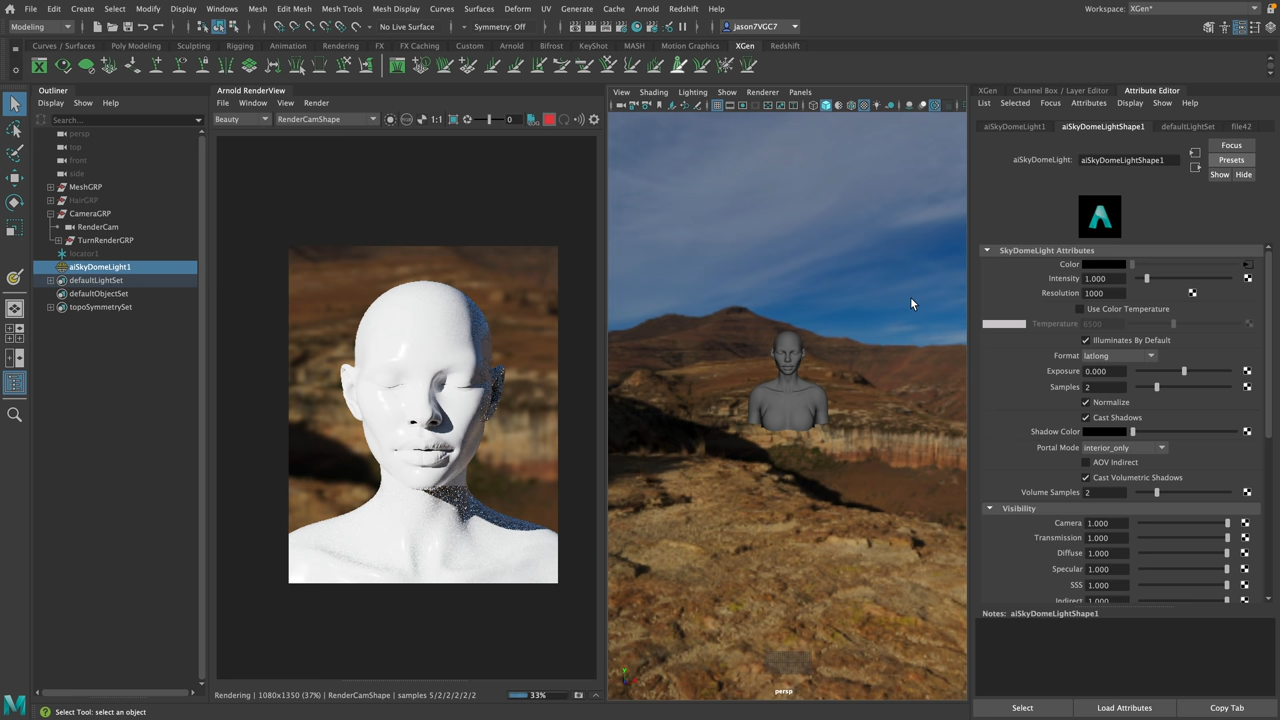 File Edit Create Select Modify Display Windows Mesh Edit Mesh Mesh Tools Mesh Display Curves Surfaces Deform UV Generate Cache Arnold Redshift Help
Workspace: XGen*
Modeling
No Live Surface
Symmetry: Off
jason7VGC7
Curves / Surfaces Poly Modeling Sculpting Rigging Animation Rendering FX FX Caching Custom Arnold Bifrost KeyShot MASH Motion Graphics XGen Redshift
Outliner
Display Show Help
Search...
persp
top
front
side
MeshGRP
HairGRP
CameraGRP
RenderCam
TurnRenderGRP
locator1
aiSkyDomeLight1
defaultLightSet
defaultObjectSet
topoSymmetrySet
Arnold RenderView
File Window View Render
Beauty
RenderCamShape
1:1
0
Rendering | 1080x1350 (37%) | RenderCamShape | samples 5/2/2/2/2/2
33%
View Shading Lighting Show Renderer Panels
Y
persp
XGen Channel Box / Layer Editor Attribute Editor
List Selected Focus Attributes Display Show Help
aiSkyDomeLight1 aiSkyDomeLightShape1 defaultLightSet file42
aiSkyDomeLight: aiSkyDomeLightShape1
Focus
Presets
Show Hide
SkyDomeLight Attributes
Color
Intensity 1.000
Resolution 1000
Use Color Temperature
Temperature 6500
Illuminates By Default
Format latlong
Exposure 0.000
Samples 2
Normalize
Cast Shadows
Shadow Color
Portal Mode interior_only
AOV Indirect
Cast Volumetric Shadows
Volume Samples 2
Visibility
Camera 1.000
Transmission 1.000
Diffuse 1.000
Specular 1.000
SSS 1.000
Indirect 1.000
Notes: aiSkyDomeLightShape1
Select Load Attributes Copy Tab
Select Tool: select an object